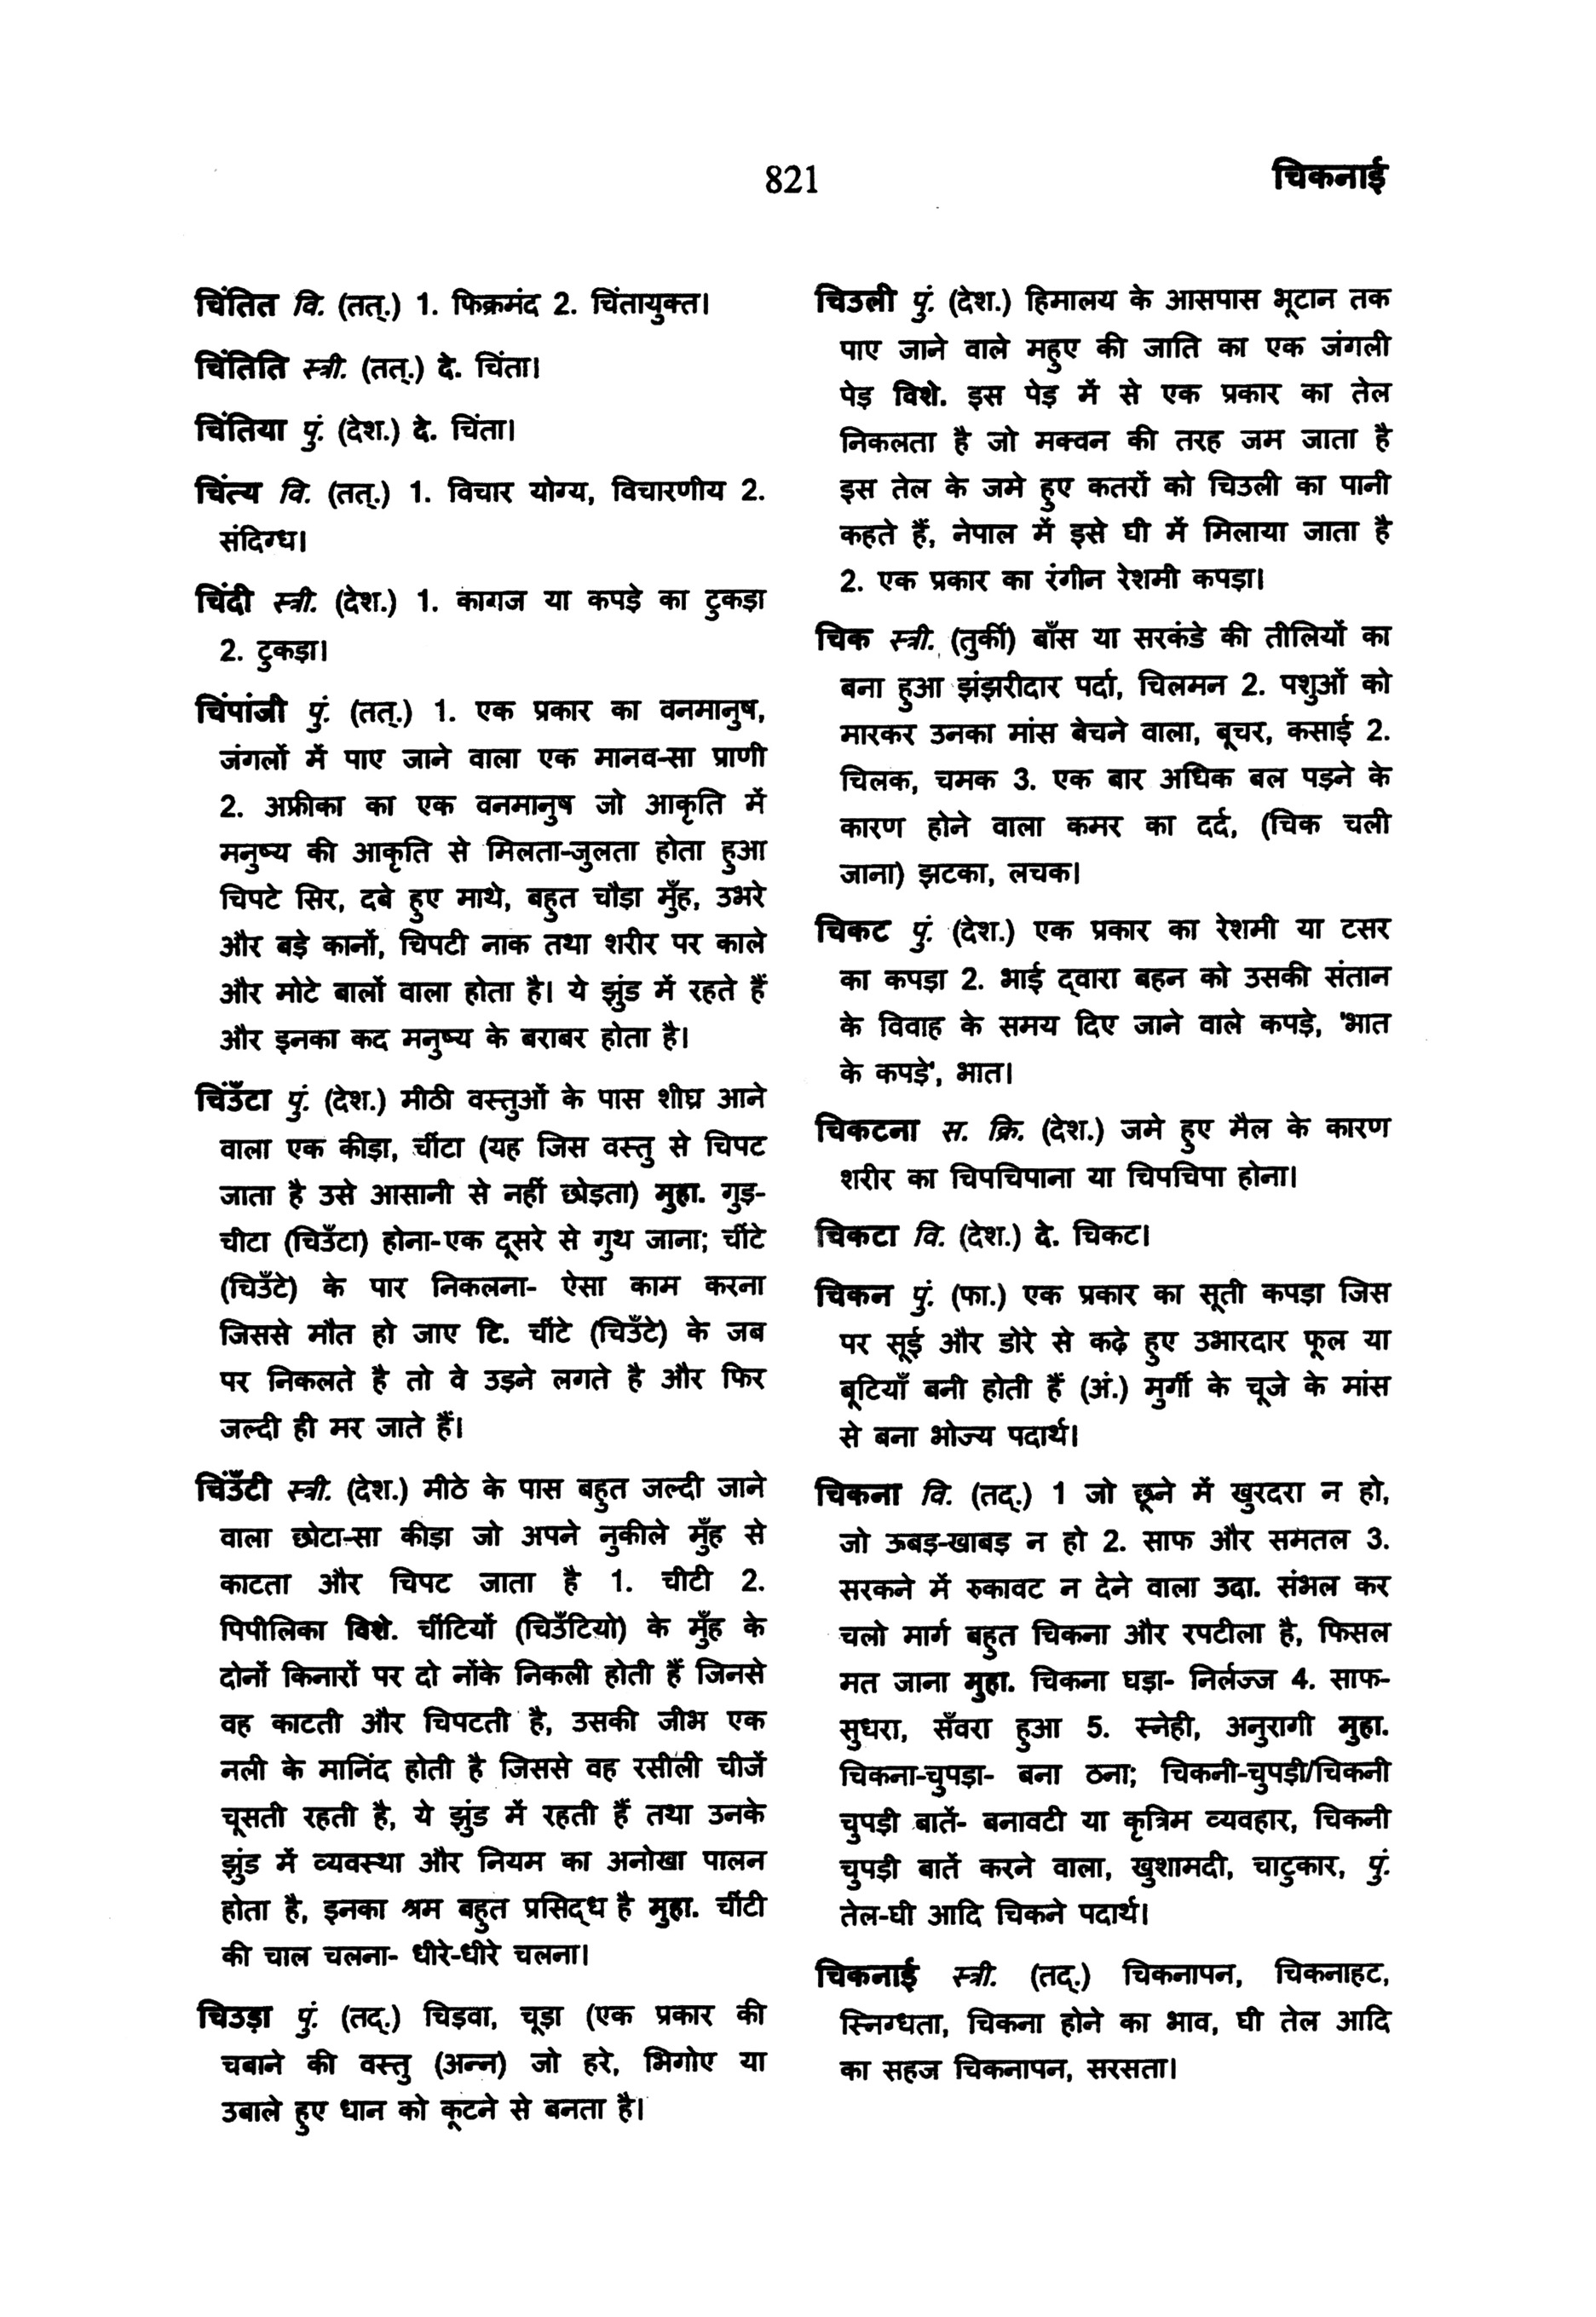 821
चिकनाई
चिंतित वि. (तत्.) 1. फिक्रमंद 2. चिंतायुक्त।
चिंतिति स्त्री. (तत्.) दे. चिंता।
चिंतिया पुं. (देश.) दे. चिंता।
चिंत्य वि. (तत्.) 1. विचार योग्य, विचारणीय 2.
संदिग्ध।
चिंदी स्त्री. (देश.) 1. कागज या कपड़े का टुकड़ा
2. टुकड़ा।
चिंपांजी पुं. (तत्.) 1. एक प्रकार का वनमानुष,
जंगलों में पाए जाने वाला एक मानव-सा प्राणी
2. अफ्रीका का एक वनमानुष जो आकृति में
मनुष्य की आकृति से मिलता-जुलता होता हुआ
चिपटे सिर, दबे हुए माथे, बहुत चौड़ा मुँह, उभरे
और बड़े कानों, चिपटी नाक तथा शरीर पर काले
और मोटे बालों वाला होता है। ये झुंड में रहते हैं
और इनका कद मनुष्य के बराबर होता है।
चिंउँटा पुं. (देश.) मीठी वस्तुओं के पास शीघ्र आने
वाला एक कीड़ा, चींटा (यह जिस वस्तु से चिपट
जाता है उसे आसानी से नहीं छोड़ता) मुहा. गुड़-
चीटा (चिउँटा) होना-एक दूसरे से गुथ जाना; चींटे
(चिउँटे) के पार निकलना- ऐसा काम करना
जिससे मौत हो जाए टि. चींटे (चिउँटे) के जब
पर निकलते है तो वे उड़ने लगते है और फिर
जल्दी ही मर जाते हैं।
चिंउँटी स्त्री. (देश.) मीठे के पास बहुत जल्दी जाने
वाला छोटा-सा कीड़ा जो अपने नुकीले मुँह से
काटता और चिपट जाता है 1. चीटी 2.
पिपीलिका विशे. चींटियों (चिउँटियो) के मुँह के
दोनों किनारों पर दो नोंके निकली होती हैं जिनसे
वह काटती और चिपटती है, उसकी जीभ एक
नली के मानिंद होती है जिससे वह रसीली चीजें
चूसती रहती है, ये झुंड में रहती हैं तथा उनके
झुंड में व्यवस्था और नियम का अनोखा पालन
होता है, इनका श्रम बहुत प्रसिद्ध है मुहा. चींटी
की चाल चलना- धीरे-धीरे चलना।
चिउड़ा पुं. (तद्.) चिड़वा, चूड़ा (एक प्रकार की
चबाने की वस्तु (अन्न) जो हरे, भिगोए या
उबाले हुए धान को कूटने से बनता है।
चिउली पुं. (देश.) हिमालय के आसपास भूटान तक
पाए जाने वाले महुए की जाति का एक जंगली
पेड़ विशे. इस पेड़ में से एक प्रकार का तेल
निकलता है जो मक्वन की तरह जम जाता है
इस तेल के जमे हुए कतरों को चिउली का पानी
कहते हैं, नेपाल में इसे घी में मिलाया जाता है
2. एक प्रकार का रंगीन रेशमी कपड़ा।
चिक स्त्री. (तुर्की) बाँस या सरकंडे की तीलियों का
बना हुआ झंझरीदार पर्दा, चिलमन 2. पशुओं को
मारकर उनका मांस बेचने वाला, बूचर, कसाई 2.
चिलक, चमक 3. एक बार अधिक बल पड़ने के
कारण होने वाला कमर का दर्द, (चिक चली
जाना) झटका, लचक।
चिकट पुं. (देश.) एक प्रकार का रेशमी या टसर
का कपड़ा 2. भाई द्वारा बहन को उसकी संतान
के विवाह के समय दिए जाने वाले कपड़े, 'भात
के कपड़े', भात।
चिकटना स. क्रि. (देश.) जमे हुए मैल के कारण
शरीर का चिपचिपाना या चिपचिपा होना।
चिकटा वि. (देश.) दे. चिकट।
चिकन पुं. (फा.) एक प्रकार का सूती कपड़ा जिस
पर सूई और डोरे से कढ़े हुए उभारदार फूल या
बूटियाँ बनी होती हैं (अं.) मुर्गी के चूजे के मांस
से बना भोज्य पदार्थ।
चिकना वि. (तद्.) 1 जो छूने में खुरदरा न हो,
जो ऊबड़-खाबड़ न हो 2. साफ और समतल 3.
सरकने में रुकावट न देने वाला उदा. संभल कर
चलो मार्ग बहुत चिकना और रपटीला है, फिसल
मत जाना मुहा. चिकना घड़ा- निर्लज्ज 4. साफ-
सुधरा, सँवरा हुआ 5. स्नेही, अनुरागी मुहा.
चिकना-चुपड़ा- बना ठना; चिकनी-चुपड़ी/चिकनी
चुपड़ी बातें- बनावटी या कृत्रिम व्यवहार, चिकनी
चुपड़ी बातें करने वाला, खुशामदी, चाटुकार, पुं.
तेल-घी आदि चिकने पदार्थ।
चिकनाई स्त्री. (तद्.) चिकनापन, चिकनाहट,
स्निग्धता, चिकना होने का भाव, घी तेल आदि
का सहज चिकनापन, सरसता।